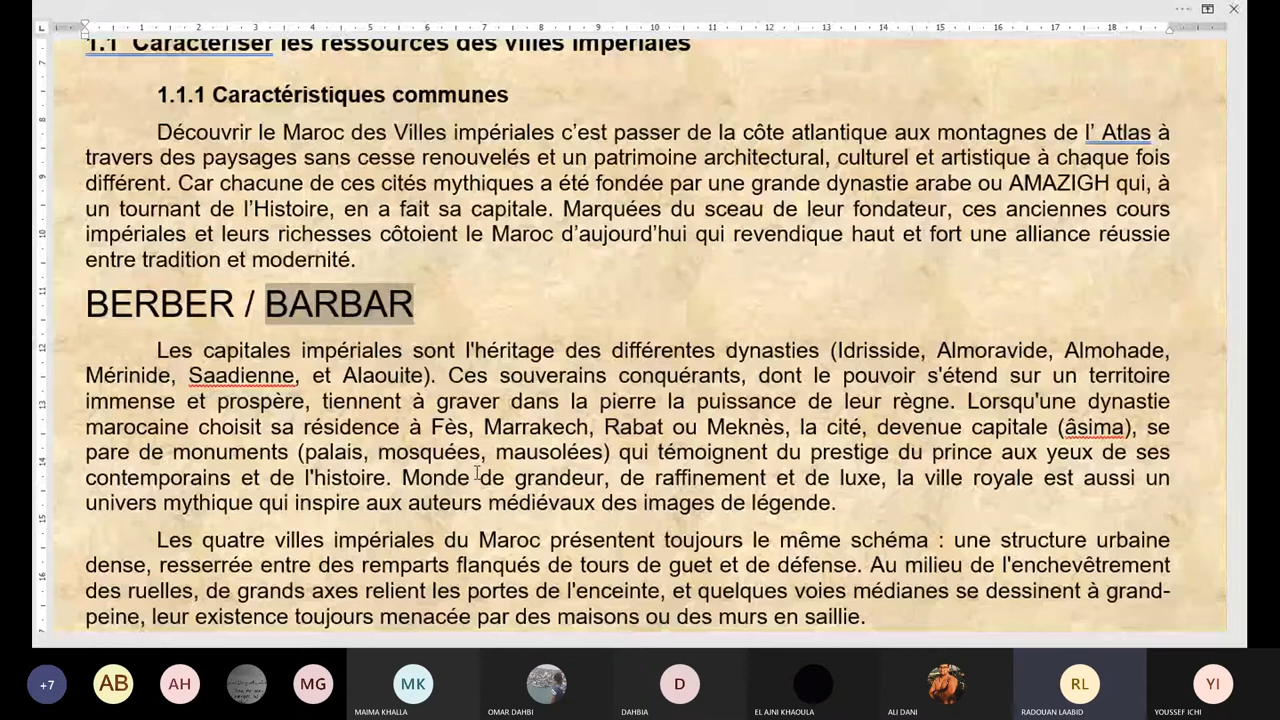 1.1 Caractériser les ressources des villes impériales
1.1.1 Caractéristiques communes
Découvrir le Maroc des Villes impériales c’est passer de la côte atlantique aux montagnes de l’ Atlas à
travers des paysages sans cesse renouvelés et un patrimoine architectural, culturel et artistique à chaque fois
différent. Car chacune de ces cités mythiques a été fondée par une grande dynastie arabe ou AMAZIGH qui, à
un tournant de l’Histoire, en a fait sa capitale. Marquées du sceau de leur fondateur, ces anciennes cours
impériales et leurs richesses côtoient le Maroc d’aujourd’hui qui revendique haut et fort une alliance réussie
entre tradition et modernité.
BERBER / BARBAR
Les capitales impériales sont l'héritage des différentes dynasties (Idrisside, Almoravide, Almohade,
Mérinide, Saadienne, et Alaouite). Ces souverains conquérants, dont le pouvoir s'étend sur un territoire
immense et prospère, tiennent à graver dans la pierre la puissance de leur règne. Lorsqu'une dynastie
marocaine choisit sa résidence à Fès, Marrakech, Rabat ou Meknès, la cité, devenue capitale (âsima), se
pare de monuments (palais, mosquées, mausolées) qui témoignent du prestige du prince aux yeux de ses
contemporains et de l'histoire. Monde de grandeur, de raffinement et de luxe, la ville royale est aussi un
univers mythique qui inspire aux auteurs médiévaux des images de légende.
Les quatre villes impériales du Maroc présentent toujours le même schéma : une structure urbaine
dense, resserrée entre des remparts flanqués de tours de guet et de défense. Au milieu de l'enchevêtrement
des ruelles, de grands axes relient les portes de l'enceinte, et quelques voies médianes se dessinent à grand-
peine, leur existence toujours menacée par des maisons ou des murs en saillie.
+7 AB AH MG MK D RL YI
MAIMA KHALLA OMAR DAHBI DAHBIA EL AJNI KHAOULA ALI DANI RADOUAN LAABID YOUSSEF ICHI